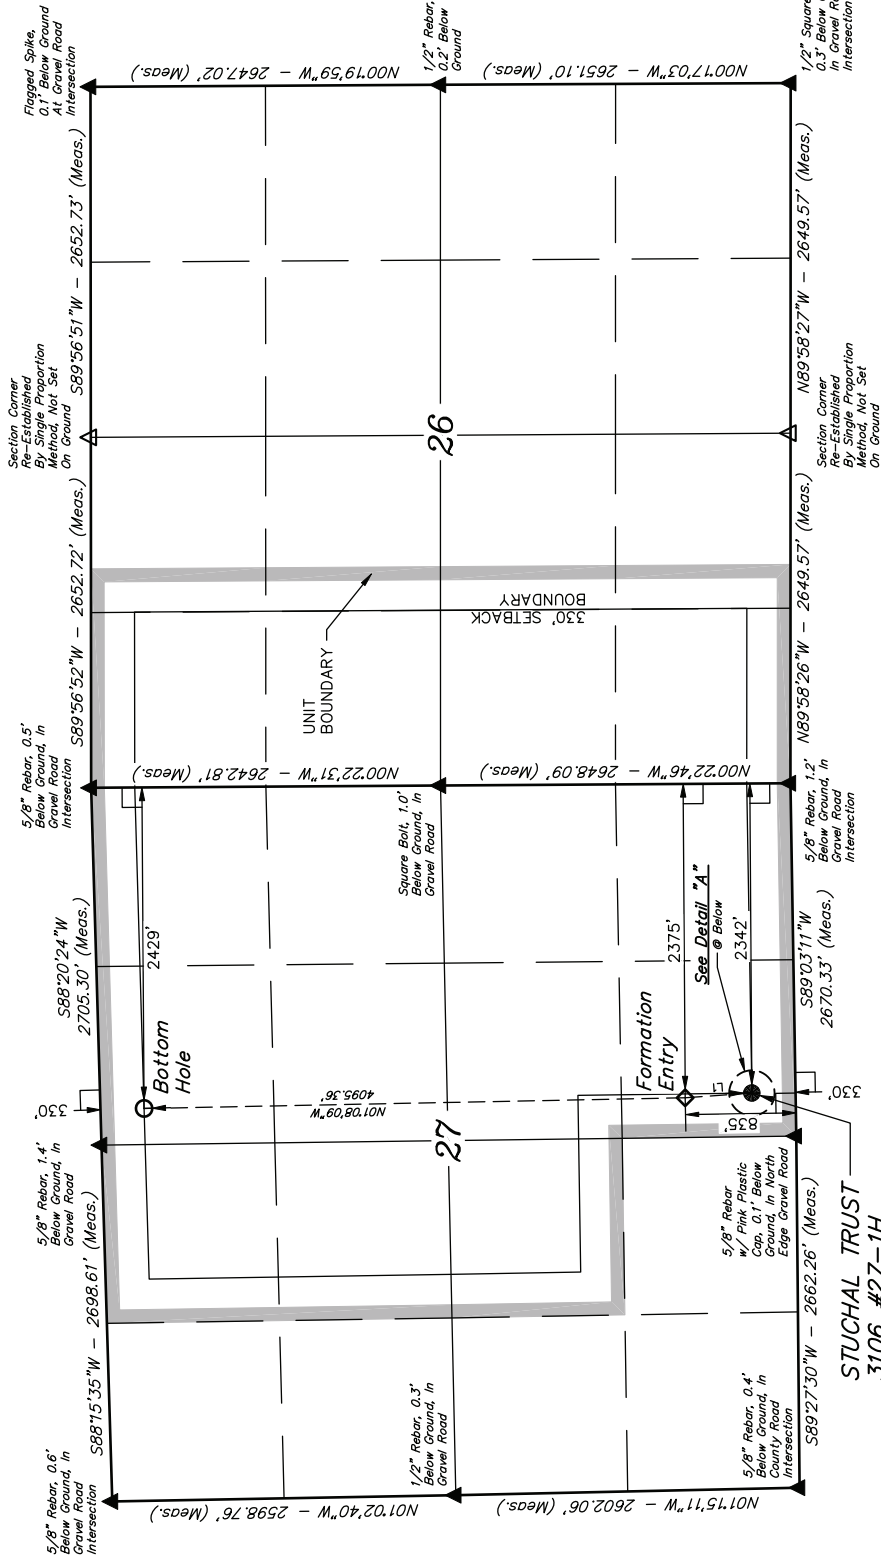 5/8" Rebar, 0.6'
Below Ground, In
Gravel Road
Intersection
S88°15'35"W – 2698.61' (Meas.)
5/8" Rebar, 1.4'
Below Ground, In
Gravel Road
330'
S88°20'24"W
2705.30' (Meas.)
5/8" Rebar, 0.5'
Below Ground, In
Gravel Road
Intersection
S89°56'52"W – 2652.72' (Meas.)
Section Corner
Re-Established
By Single Proportion
Method, Not Set
On Ground
S89°56'51"W – 2652.73' (Meas.)
Flagged Spike,
0.1' Below Ground
At Gravel Road
Intersection
N01°02'40"W – 2598.76' (Meas.)
Bottom
Hole
2429'
N00°22'31"W – 2642.81' (Meas.)
UNIT
BOUNDARY
N00°19'59"W – 2647.02' (Meas.)
1/2" Rebar, 0.3'
Below Ground, In
Gravel Road
27
N01°08'09"W
4095.36'
Square Bolt, 1.0'
Below Ground, In
Gravel Road
26
1/2" Rebar,
0.2' Below
Ground
330' SETBACK
BOUNDARY
N01°15'11"W – 2602.06' (Meas.)
Formation
Entry
2375'
See Detail "A"
@ Below
2342'
L1
835'
N00°22'46"W – 2648.09' (Meas.)
N00°17'03"W – 2651.10' (Meas.)
5/8" Rebar, 0.4'
Below Ground, In
County Road
Intersection
S89°27'30"W – 2662.26' (Meas.)
5/8" Rebar
w/ Pink Plastic
Cap, 0.1' Below
Ground, In North
Edge Gravel Road
330'
S89°03'11"W
2670.33' (Meas.)
5/8" Rebar, 1.2'
Below Ground, In
Gravel Road
Intersection
N89°58'26"W – 2649.57' (Meas.)
Section Corner
Re-Established
By Single Proportion
Method, Not Set
On Ground
N89°58'27"W – 2649.57' (Meas.)
1/2" Square
0.3' Below
In Gravel
Intersection
STUCHAL TRUST
3106 #27-1H